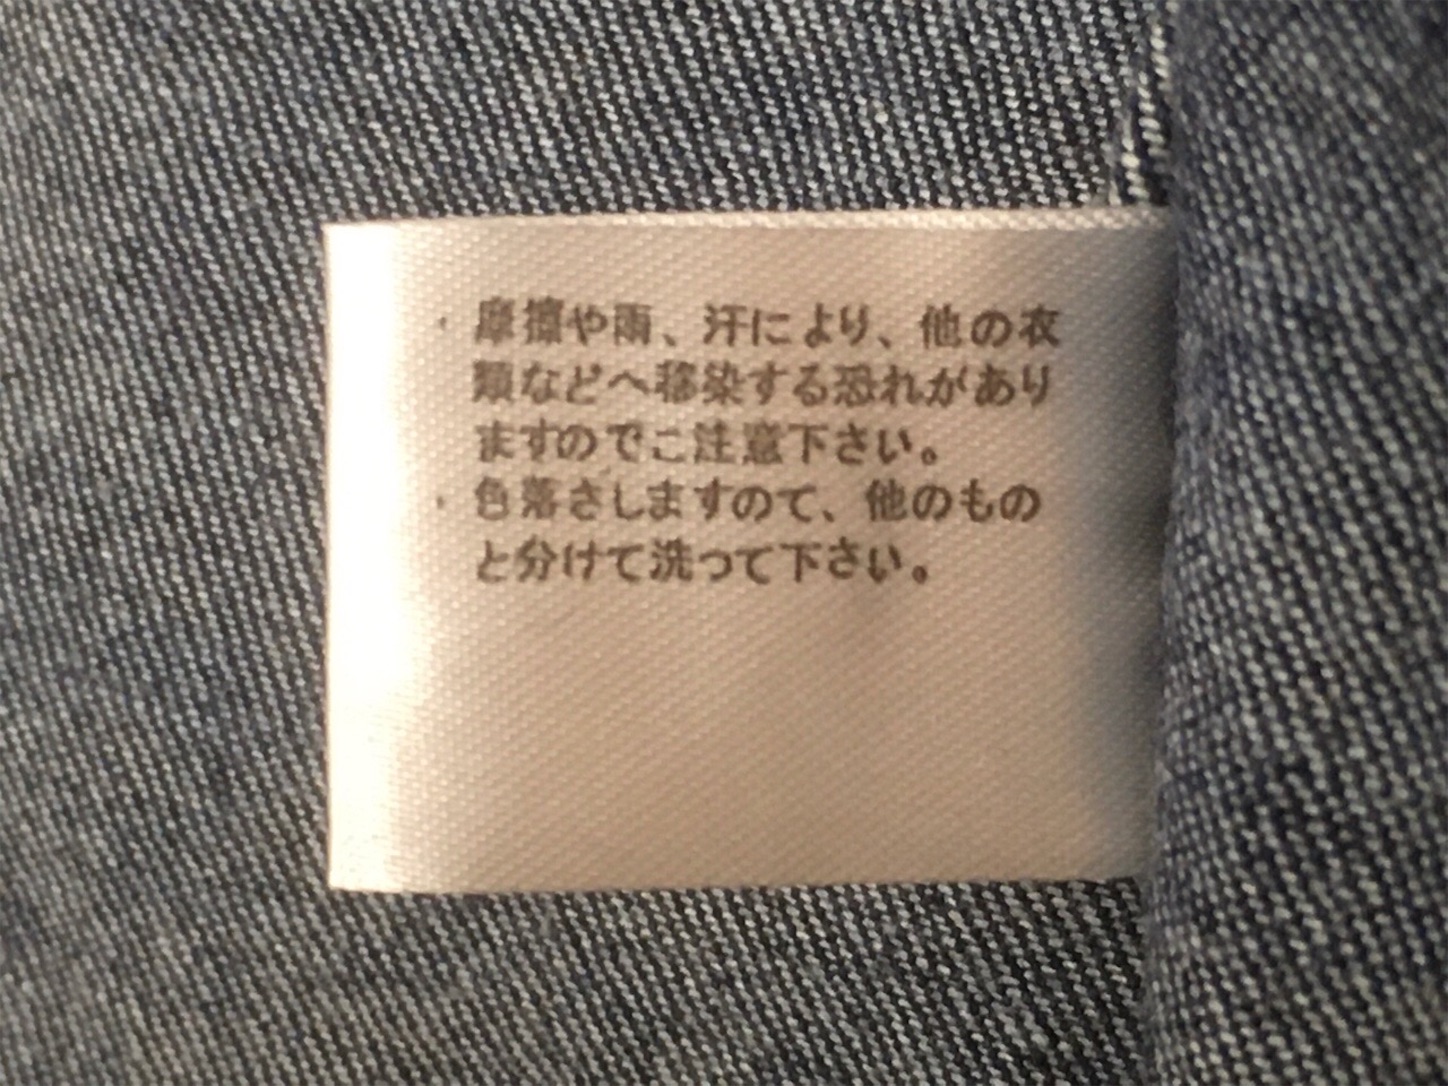 ・摩擦や雨、汗により、他の衣
類などへ移染する恐れがあり
ますのでご注意下さい。
・色落さしますので、他のもの
と分けて洗って下さい。